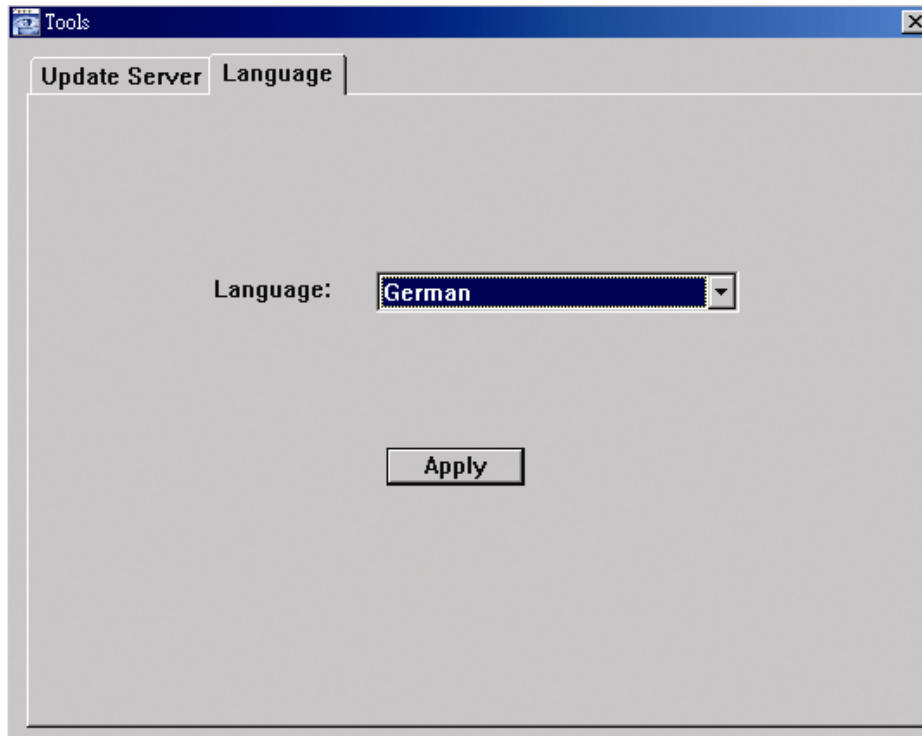 Tools
Update Server
Language
Language:
German
Apply